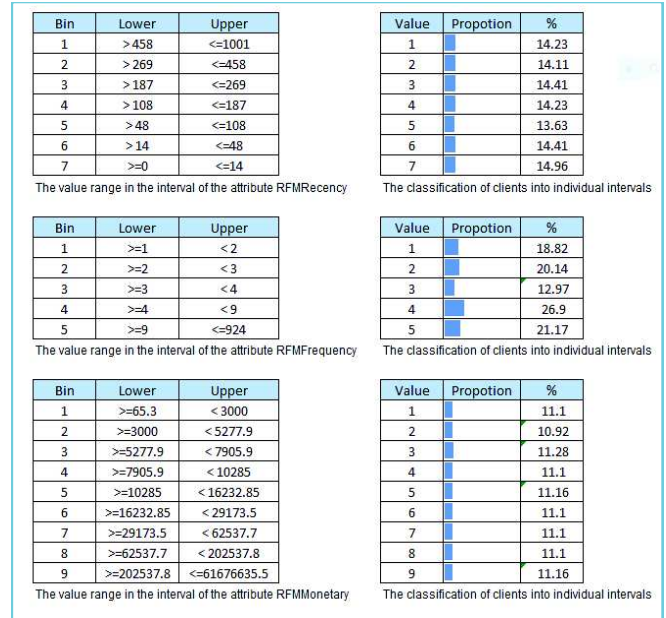 Bin Lower Upper Value Propotion %
1 >458 <=1001 1 14.23
2 >269 <=458 2 14.11
3 >187 <=269 3 14.41
4 >108 <=187 4 14.23
5 >48 <=108 5 13.63
6 >14 <=48 6 14.41
7 >=0 <=14 7 14.96
The value range in the interval of the attribute RFMRecency The classification of clients into individual intervals
Bin Lower Upper Value Propotion %
1 >=1 <2 1 18.82
2 >=2 <3 2 20.14
3 >=3 <4 3 12.97
4 >=4 <9 4 26.9
5 >=9 <=924 5 21.17
The value range in the interval of the attribute RFMFrequency The classification of clients into individual intervals
Bin Lower Upper Value Propotion %
1 >=65.3 <3000 1 11.1
2 >=3000 <5277.9 2 10.92
3 >=5277.9 <7905.9 3 11.28
4 >=7905.9 <10285 4 11.1
5 >=10285 <16232.85 5 11.16
6 >=16232.85 <29173.5 6 11.1
7 >=29173.5 <62537.7 7 11.1
8 >=62537.7 <202537.8 8 11.1
9 >=202537.8 <=61676635.5 9 11.16
The value range in the interval of the attribute RFMMonetary The classification of clients into individual intervals